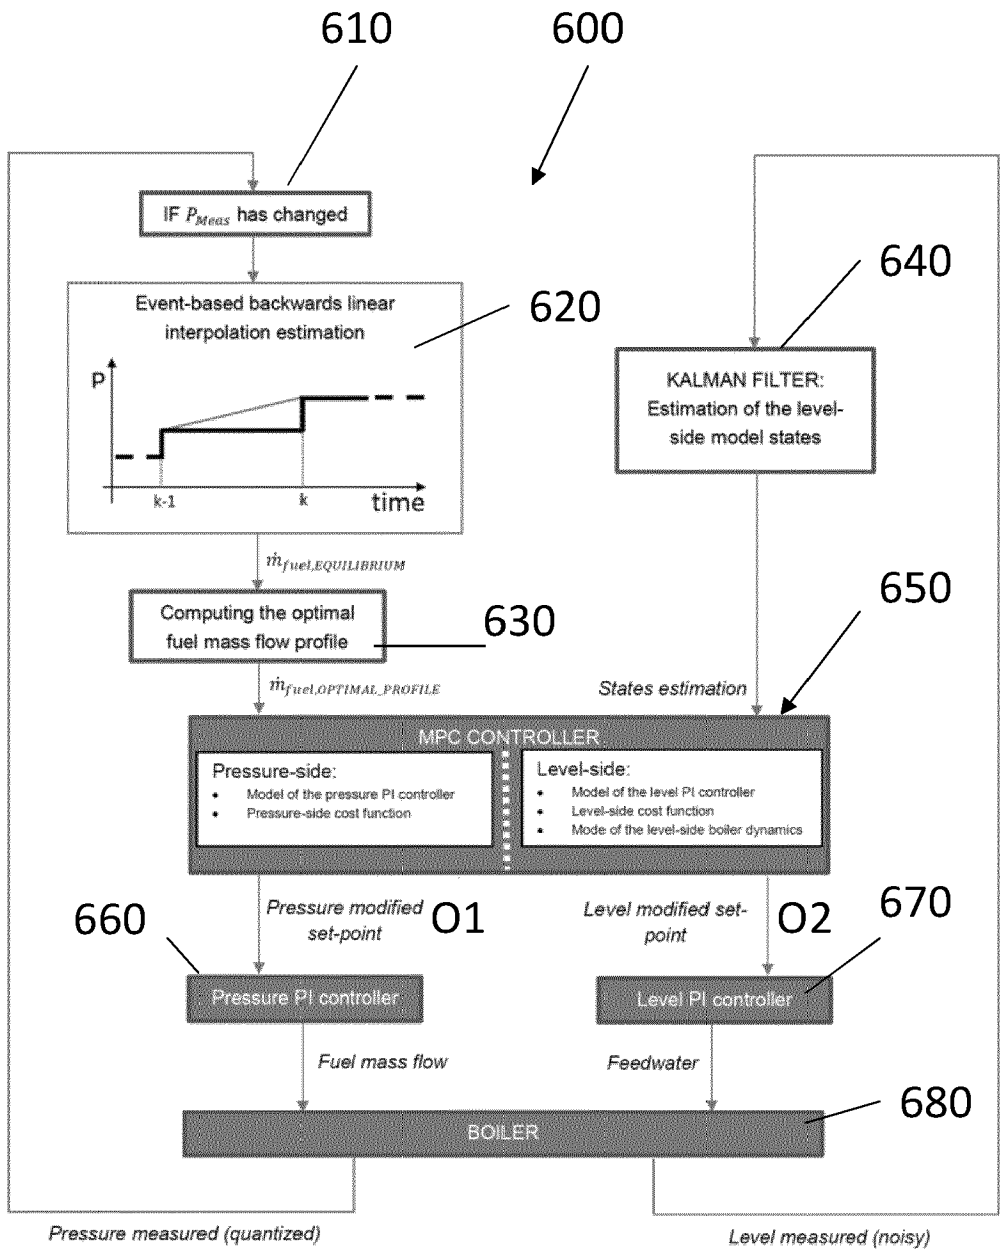 610
600
IF P_Meas has changed
640
Event-based backwards linear
interpolation estimation
620
P
k-1
k
time
KALMAN FILTER:
Estimation of the level-
side model states
ṁ_fuel,EQUILIBRIUM
650
Computing the optimal
fuel mass flow profile
630
ṁ_fuel,OPTIMAL_PROFILE
States estimation
MPC CONTROLLER
Pressure-side:
• Model of the pressure PI controller
• Pressure-side cost function
Level-side:
• Model of the level PI controller
• Level-side cost function
• Mode of the level-side boiler dynamics
660
Pressure modified
set-point
O1
Level modified set-
point
O2
670
Pressure PI controller
Level PI controller
Fuel mass flow
Feedwater
680
BOILER
Pressure measured (quantized)
Level measured (noisy)